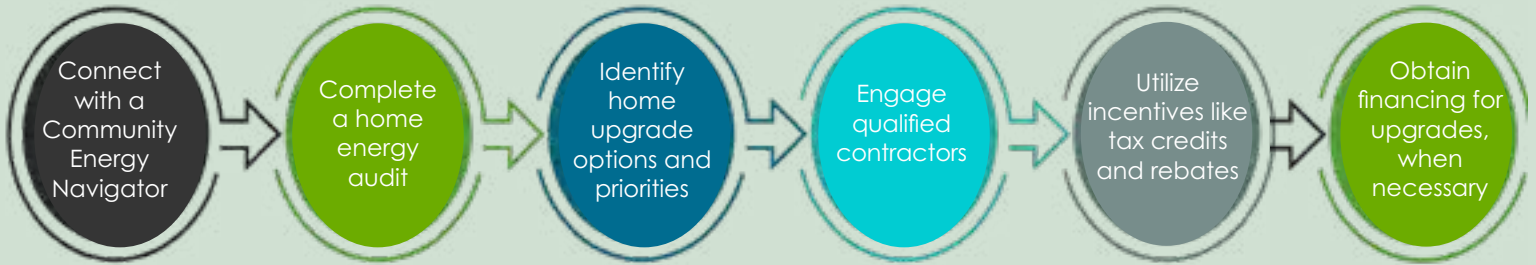 Connect
with a
Community
Energy
Navigator
Complete
a home
energy
audit
Identify
home
upgrade
options and
priorities
Engage
qualified
contractors
Utilize
incentives like
tax credits
and rebates
Obtain
financing for
upgrades,
when
necessary